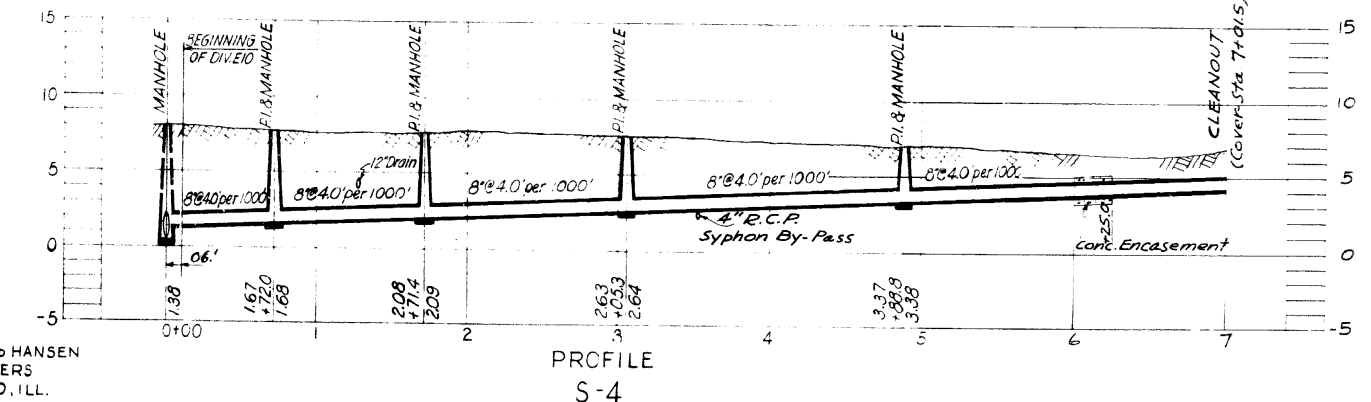 15
10
5
0
-5
MANHOLE
BEGINNING
OF DIV.E10
P.I. & MANHOLE
P.I. & MANHOLE
P.I. & MANHOLE
P.I. & MANHOLE
CLEANOUT
(Cover-Sta 7+01.5)
15
10
5
0
-5
12" Drain
8"@4.0' per 1000'
8"@4.0' per 1000'
8"@4.0' per 1000'
8"@4.0' per 1000'
8"@4.0' per 100
4" R.C.P.
Syphon By-Pass
+25.0
Conc. Encasement
06.'
1.38
1.67
+72.0
1.68
2.08
+71.4
2.09
2.63
+05.3
2.64
3.37
+88.8
3.38
0+00
1
2
3
4
5
6
7
HANSEN
ERS
ILL.
PROFILE
S-4